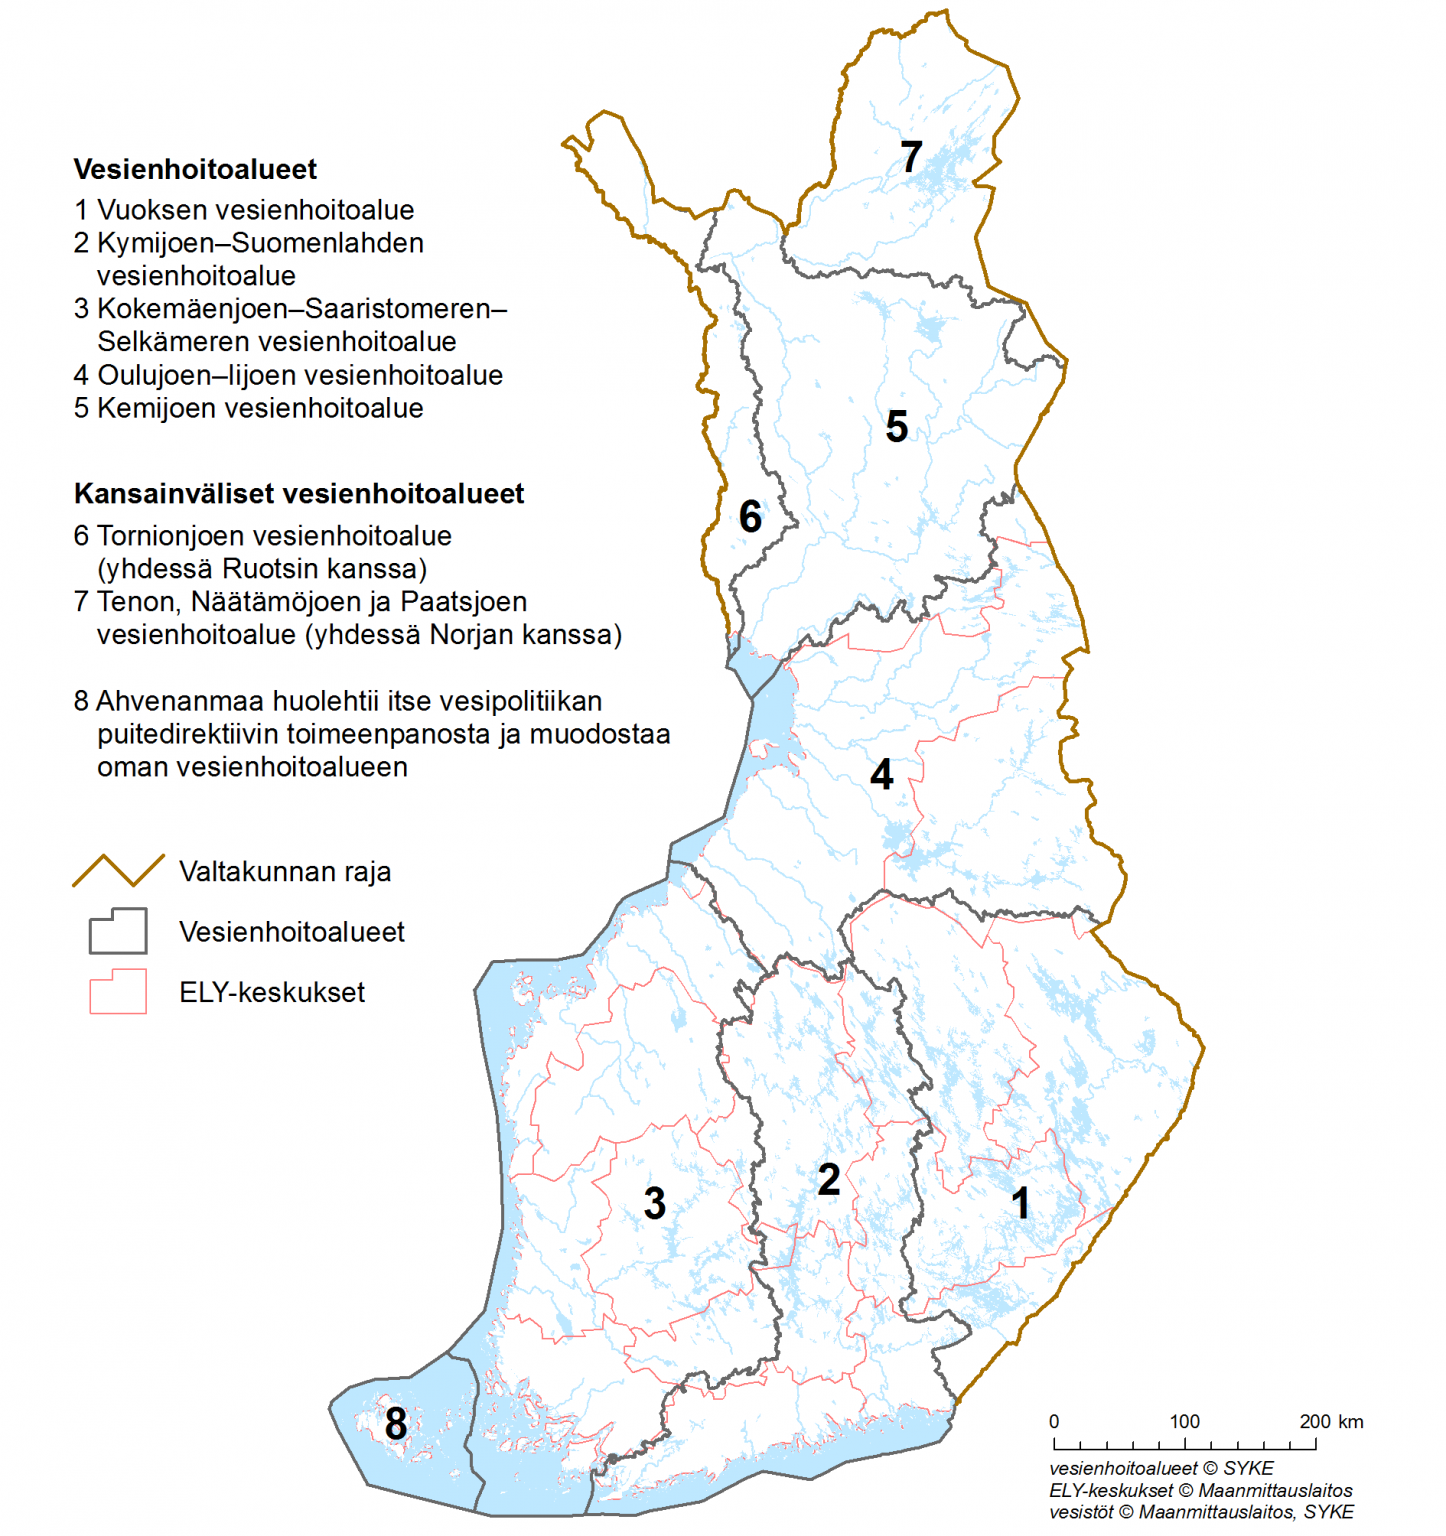 Vesienhoitoalueet
1 Vuoksen vesienhoitoalue
2 Kymijoen–Suomenlahden
vesienhoitoalue
3 Kokemäenjoen–Saaristomeren–
Selkämeren vesienhoitoalue
4 Oulujoen–Iijoen vesienhoitoalue
5 Kemijoen vesienhoitoalue
Kansainväliset vesienhoitoalueet
6 Tornionjoen vesienhoitoalue
(yhdessä Ruotsin kanssa)
7 Tenon, Näätämöjoen ja Paatsjoen
vesienhoitoalue (yhdessä Norjan kanssa)
8 Ahvenanmaa huolehtii itse vesipolitiikan
puitedirektiivin toimeenpanosta ja muodostaa
oman vesienhoitoalueen
Valtakunnan raja
Vesienhoitoalueet
ELY-keskukset
7
5
6
4
2
3
1
8
0 100 200 km
vesienhoitoalueet © SYKE
ELY-keskukset © Maanmittauslaitos
vesistöt © Maanmittauslaitos, SYKE